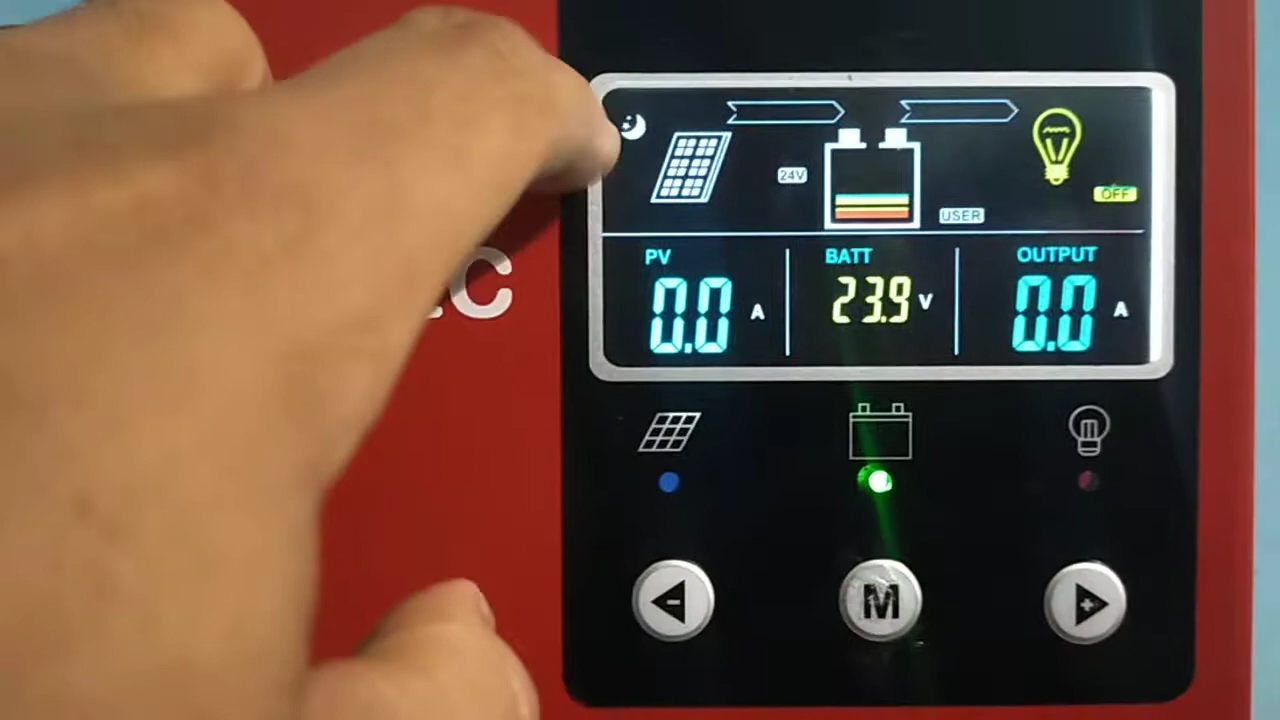 24V
USER
OFF
PV BATT OUTPUT
0.0 A 23.9 V 0.0 A
C
- M +